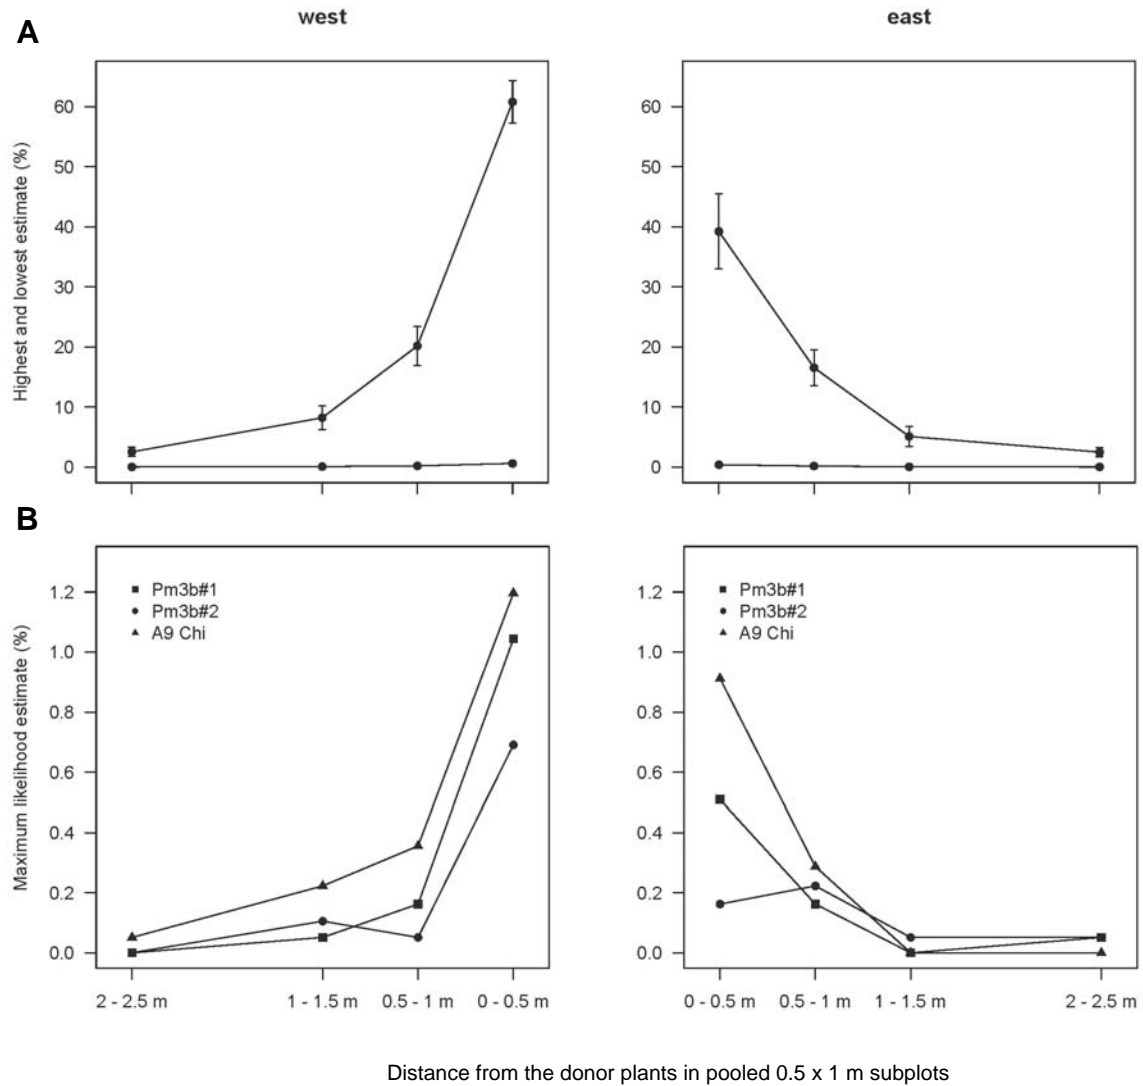 west
east
A
Highest and lowest estimate (%)
60
50
40
30
20
10
0
60
50
40
30
20
10
0
B
Maximum likelihood estimate (%)
1.2
1.0
0.8
0.6
0.4
0.2
0.0
Pm3b#1
Pm3b#2
A9 Chi
2 - 2.5 m
1 - 1.5 m
0.5 - 1 m
0 - 0.5 m
1.2
1.0
0.8
0.6
0.4
0.2
0.0
Pm3b#1
Pm3b#2
A9 Chi
0 - 0.5 m
0.5 - 1 m
1 - 1.5 m
2 - 2.5 m
Distance from the donor plants in pooled 0.5 x 1 m subplots